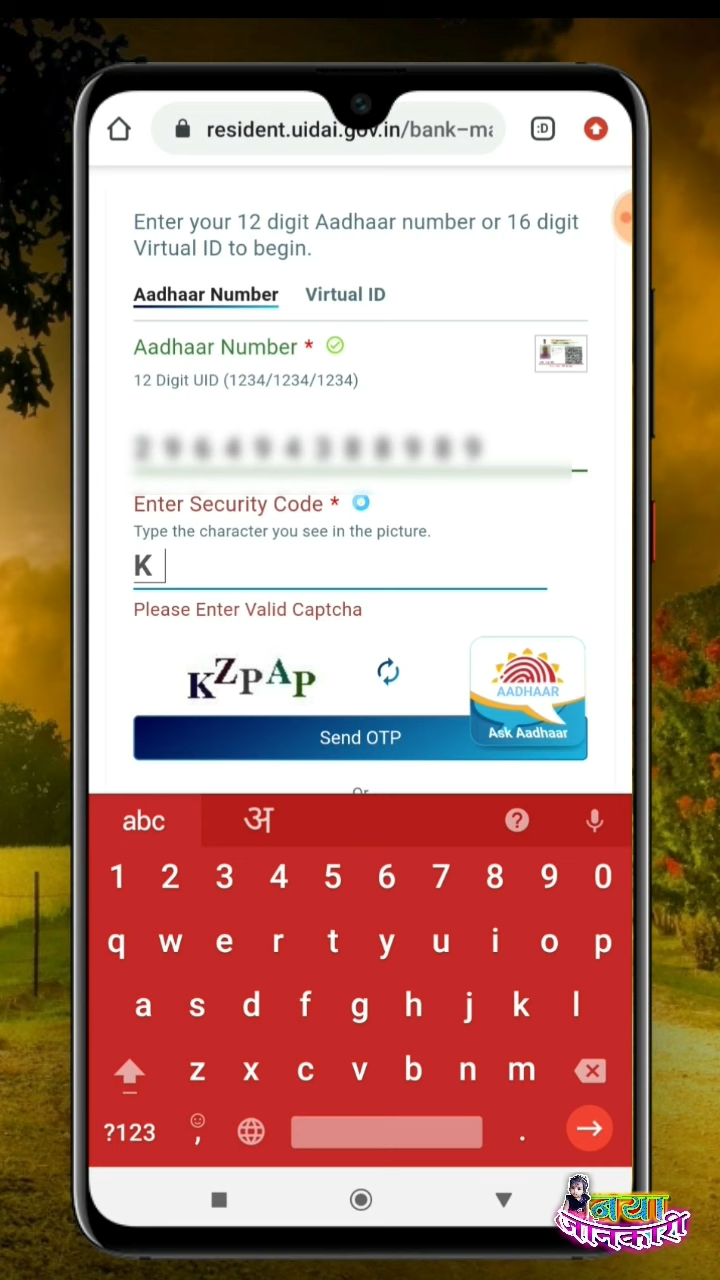 resident.uidai.gov.in/bank-ma
:D
Enter your 12 digit Aadhaar number or 16 digit
Virtual ID to begin.
Aadhaar Number Virtual ID
Aadhaar Number *
12 Digit UID (1234/1234/1234)
Enter Security Code *
Type the character you see in the picture.
K
Please Enter Valid Captcha
KZPAP
AADHAAR
Ask Aadhaar
Send OTP
Or
abc अ ?
1 2 3 4 5 6 7 8 9 0
q w e r t y u i o p
a s d f g h j k l
z x c v b n m
?123 , .
नया
जानकारी